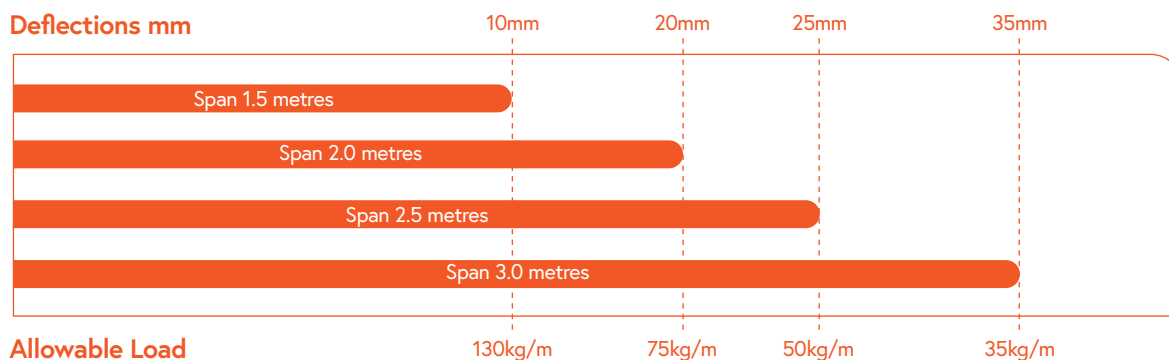 Deflections mm 10mm 20mm 25mm 35mm
Span 1.5 metres
Span 2.0 metres
Span 2.5 metres
Span 3.0 metres
Allowable Load 130kg/m 75kg/m 50kg/m 35kg/m